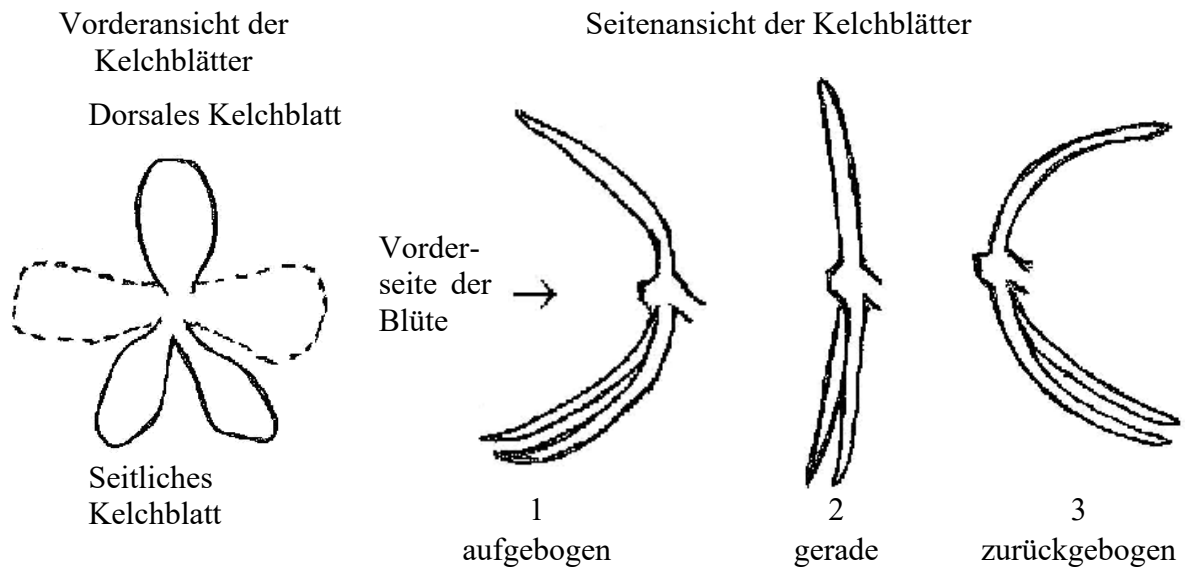 Vorderansicht der
Kelchblätter
Seitenansicht der Kelchblätter
Dorsales Kelchblatt
Vorder-
seite der
Blüte
Seitliches
Kelchblatt
1
aufgebogen
2
gerade
3
zurückgebogen